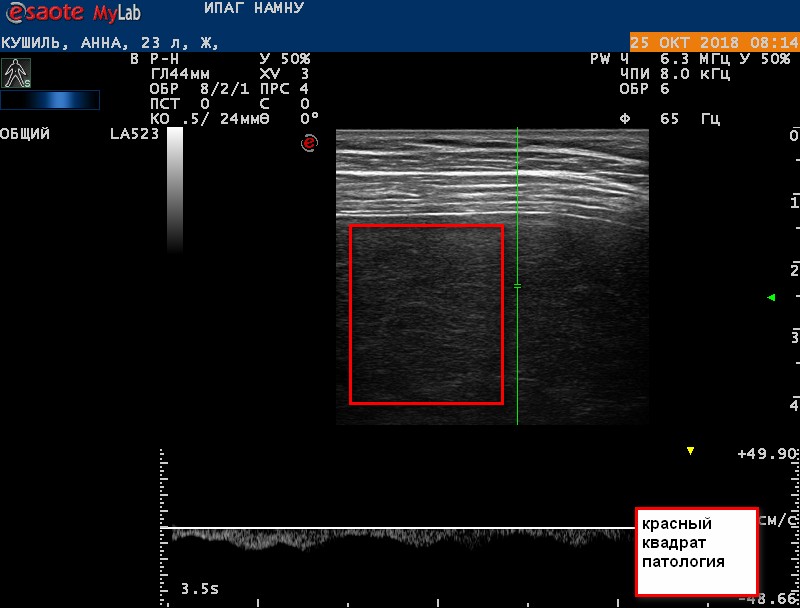 esaote MyLab
ИПАГ НАМНУ
КУШИЛЬ, АННА, 23 л, Ж,
25 ОКТ 2018 08:14
B Р-Н У 50%
ГЛ44мм XV 3
ОБР 8/2/1 ПРС 4
ПСТ 0 С 0
КО .5/ 24ммθ 0°
PW Ч 6.3 МГц У 50%
ЧПИ 8.0 кГц
ОБР 6
Ф 65 Гц
S
ОБЩИЙ
LA523
e
0
1
2
3
4
+49.90
см/с
красный
квадрат
патология
3.5s
-48.66